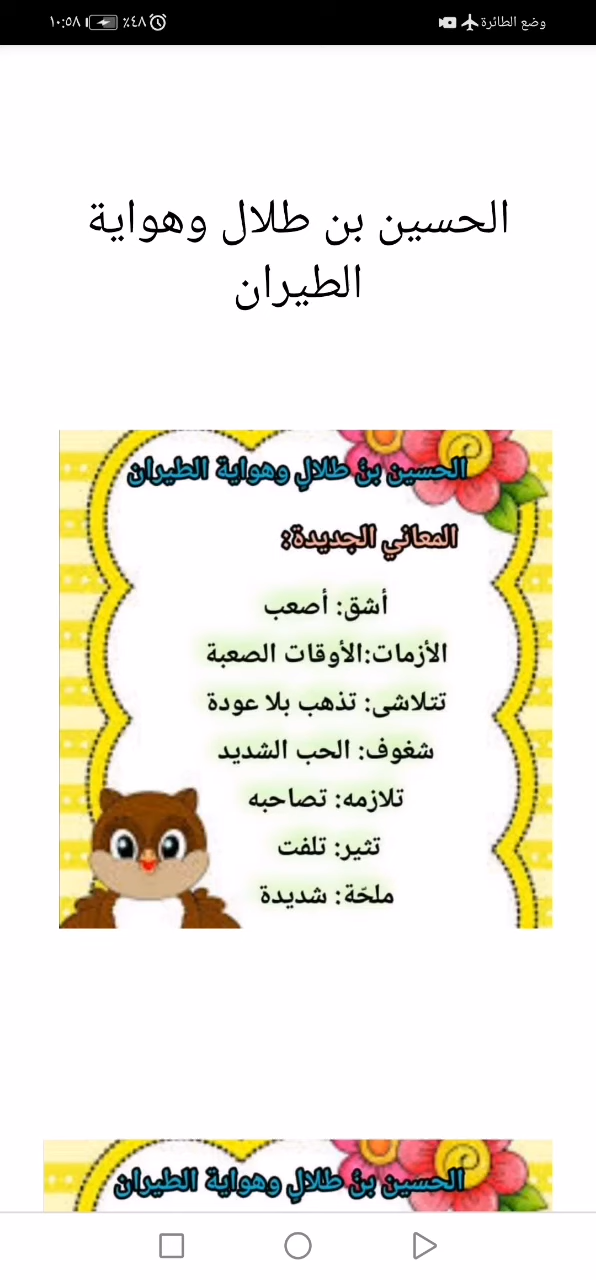 وضع الطائرة
٪٤٨ ١٠:٥٨
الحسين بن طلال وهواية
الطيران
الحسين بنُ طلالٍ وهواية الطيران
المعاني الجديدة:
أشق: أصعب
الأزمات:الأوقات الصعبة
تتلاشى: تذهب بلا عودة
شغوف: الحب الشديد
تلازمه: تصاحبه
تثير: تلفت
ملحَة: شديدة
الحسين بنُ طلالٍ وهواية الطيران